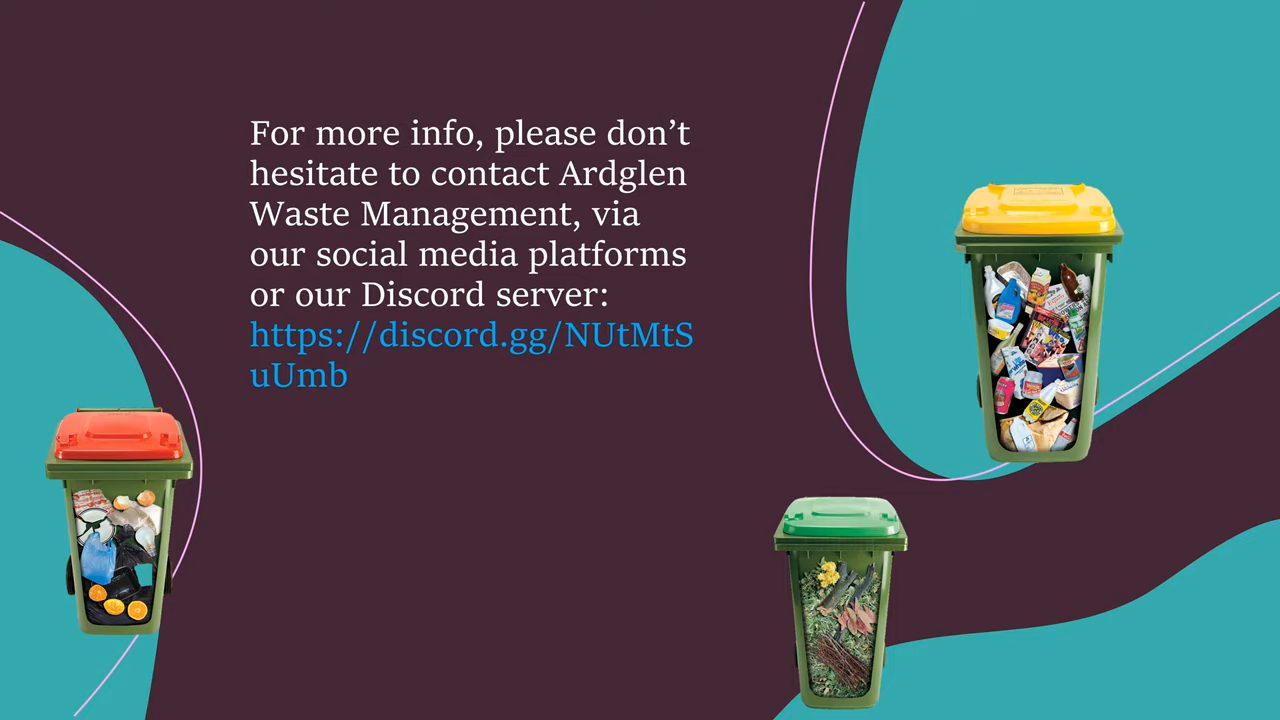 For more info, please don’t
hesitate to contact Ardglen
Waste Management, via
our social media platforms
or our Discord server:
https://discord.gg/NUtMtS
uUmb